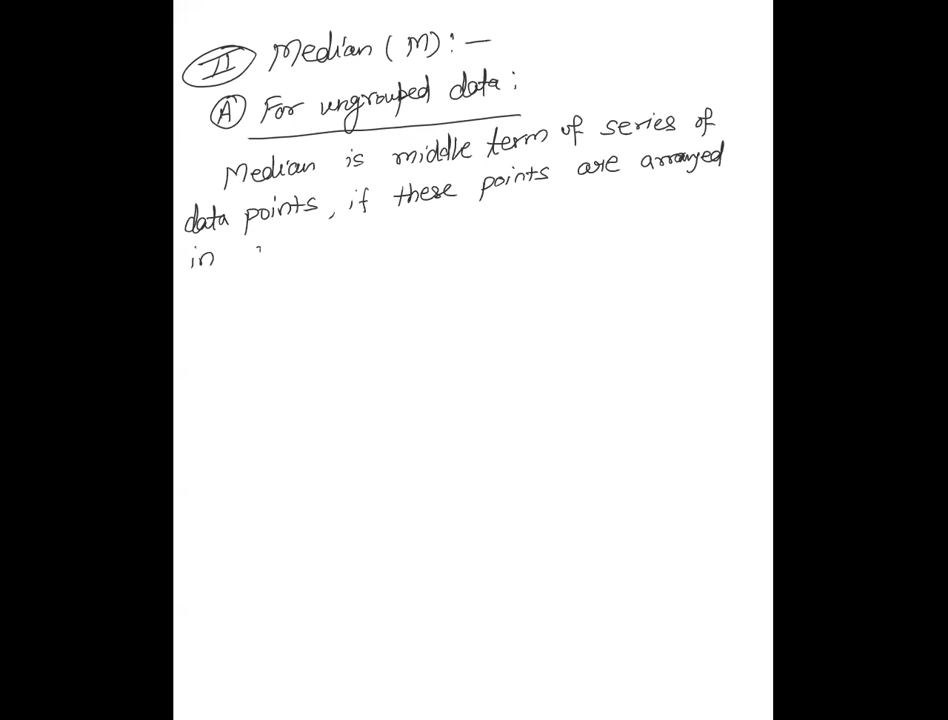 II Median (M): —
A For ungrouped data:
Median is middle term of series of
data points, if these points are arranged
in